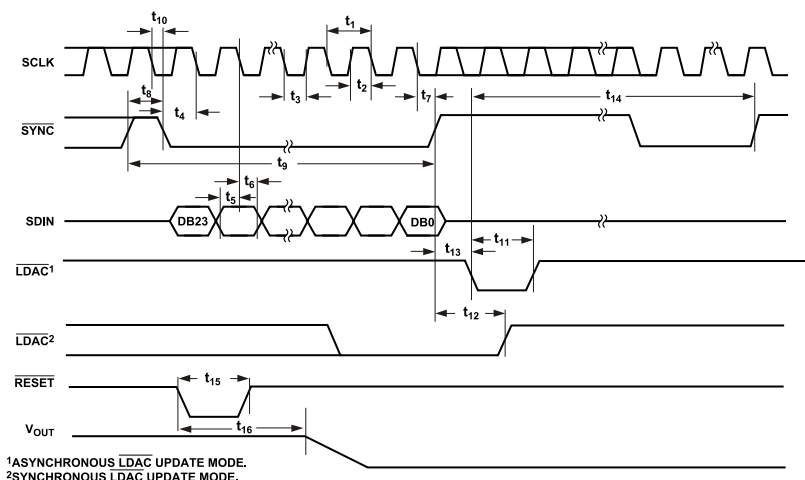 t10
t1
SCLK
t8
t4
t3
t2
t7
t14
SYNC
t9
t6
t5
SDIN
DB23
DB0
t13
t11
LDAC1
t12
LDAC2
RESET
t15
t16
VOUT
1ASYNCHRONOUS LDAC UPDATE MODE.
2SYNCHRONOUS LDAC UPDATE MODE.